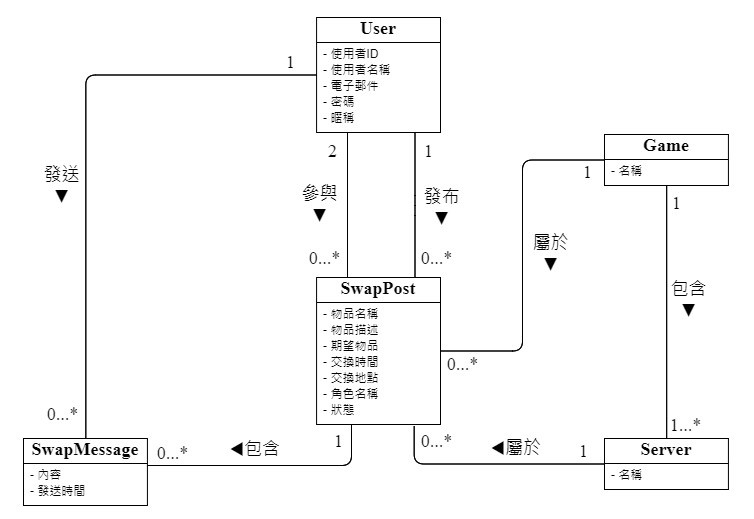 User
- 使用者ID
- 使用者名稱
- 電子郵件
- 密碼
- 暱稱
1
發送
▼
2
參與
▼
0...*
1
發布
▼
0...*
Game
- 名稱
1
屬於
▼
0...*
1
包含
▼
1...*
SwapPost
- 物品名稱
- 物品描述
- 期望物品
- 交換時間
- 交換地點
- 角色名稱
- 狀態
0...*
SwapMessage
- 內容
- 發送時間
0...*
◀包含
1
0...*
◀屬於
1
Server
- 名稱